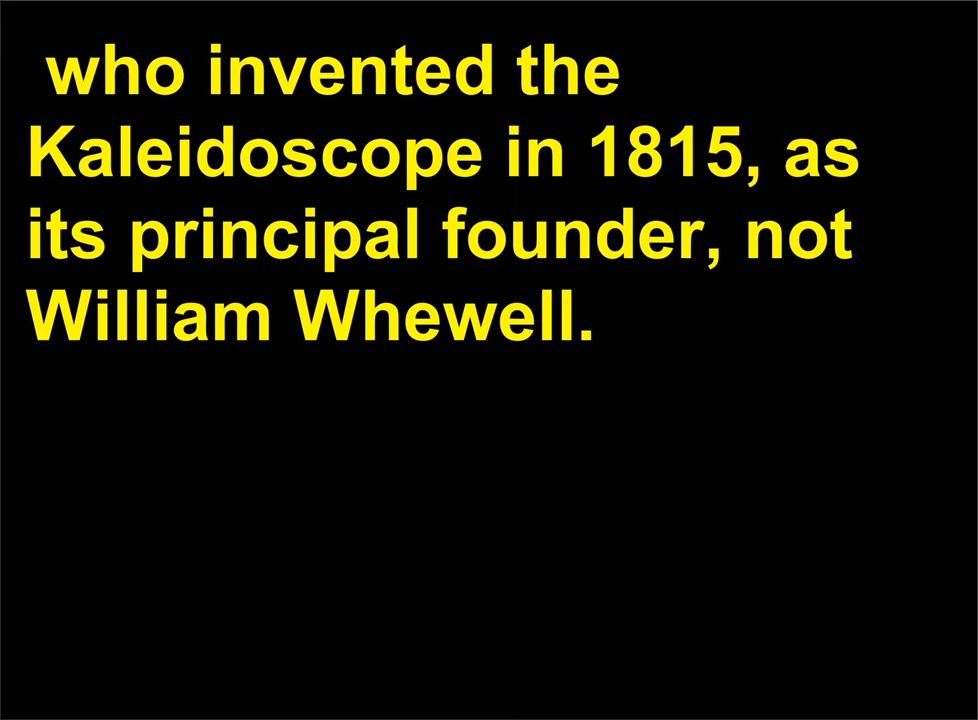 who invented the
Kaleidoscope in 1815, as
its principal founder, not
William Whewell.